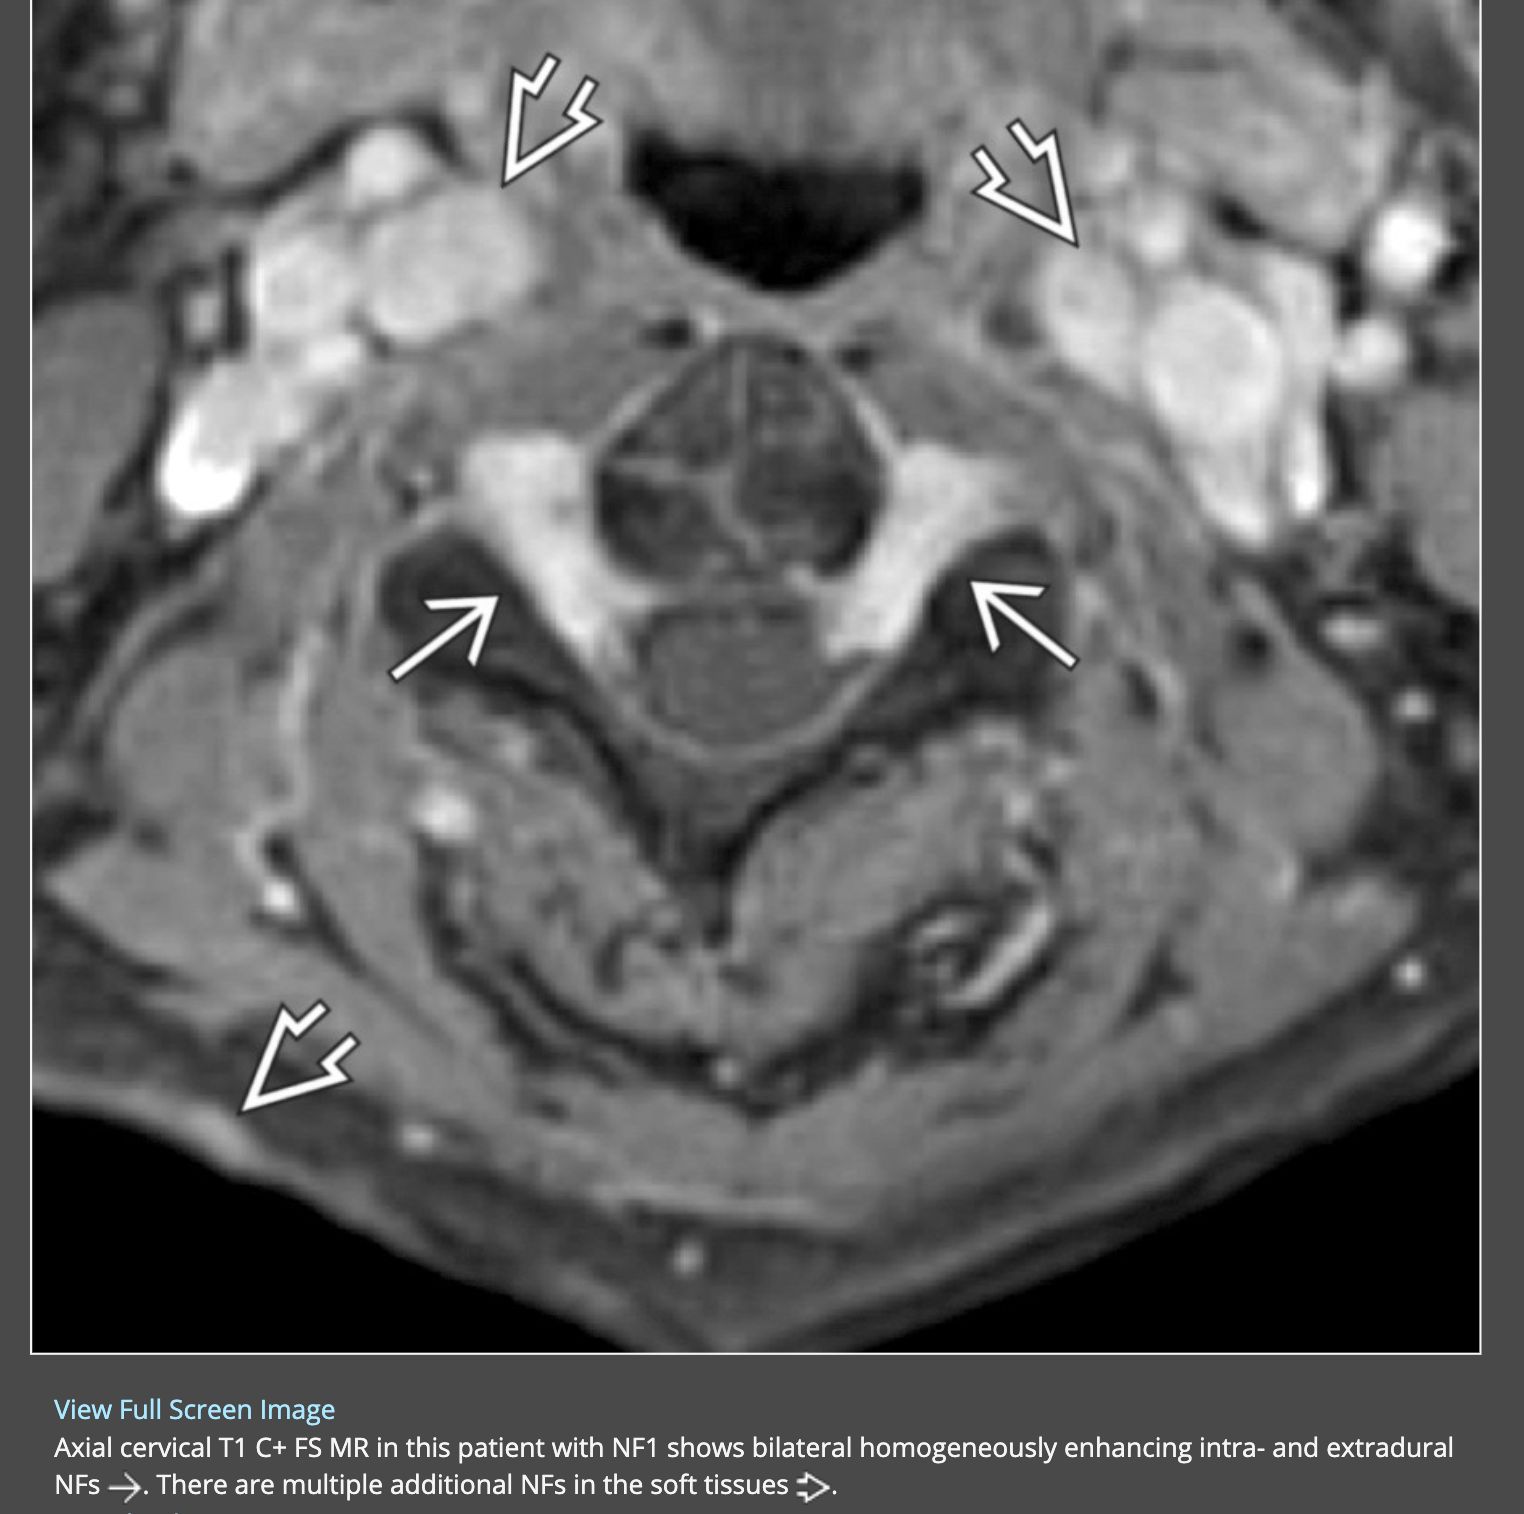 View Full Screen Image
Axial cervical T1 C+ FS MR in this patient with NF1 shows bilateral homogeneously enhancing intra- and extradural
NFs. There are multiple additional NFs in the soft tissues.